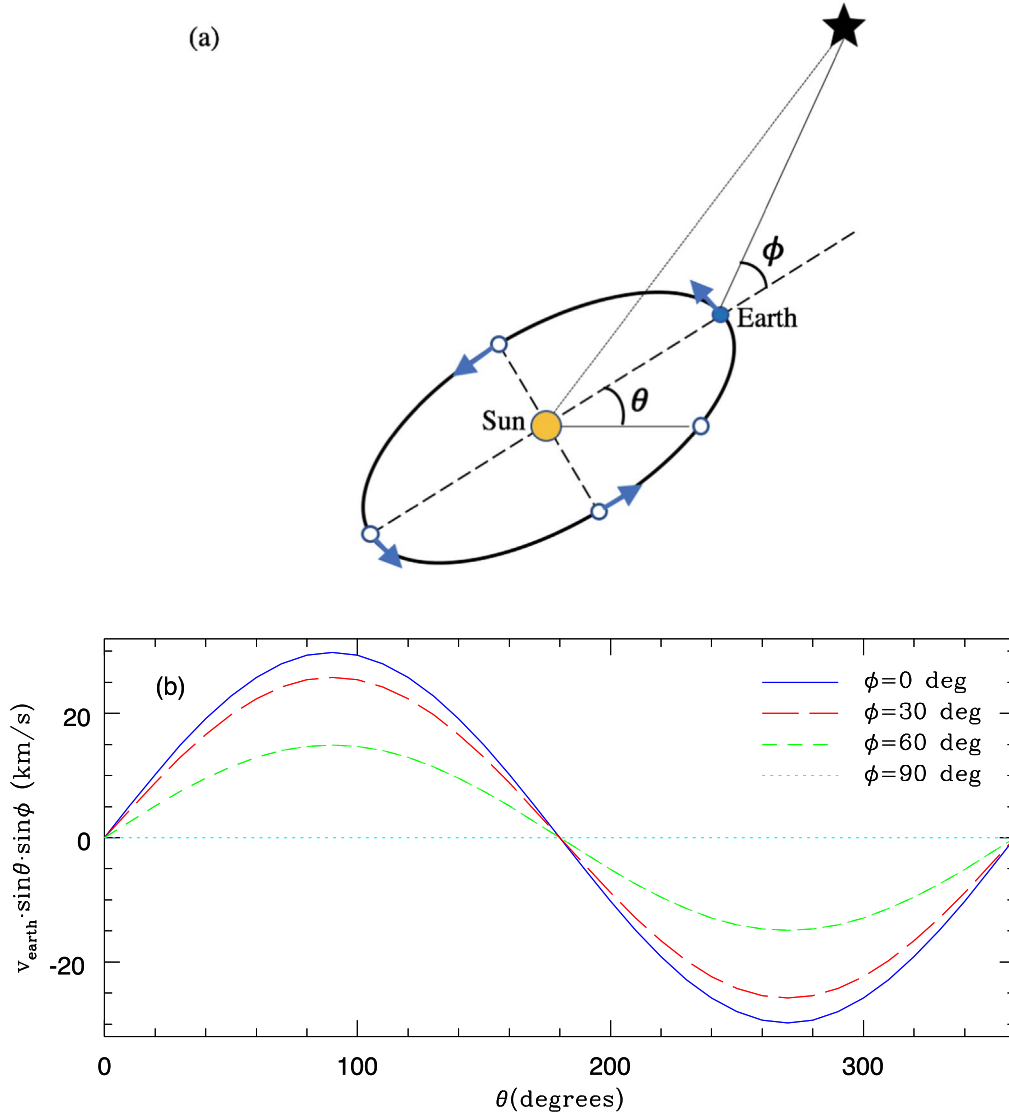 (a)
ϕ
Earth
θ
Sun
(b)
ϕ=0 deg
ϕ=30 deg
ϕ=60 deg
ϕ=90 deg
20
0
-20
v_earth·sinθ·sinϕ (km/s)
0
100
200
300
θ(degrees)